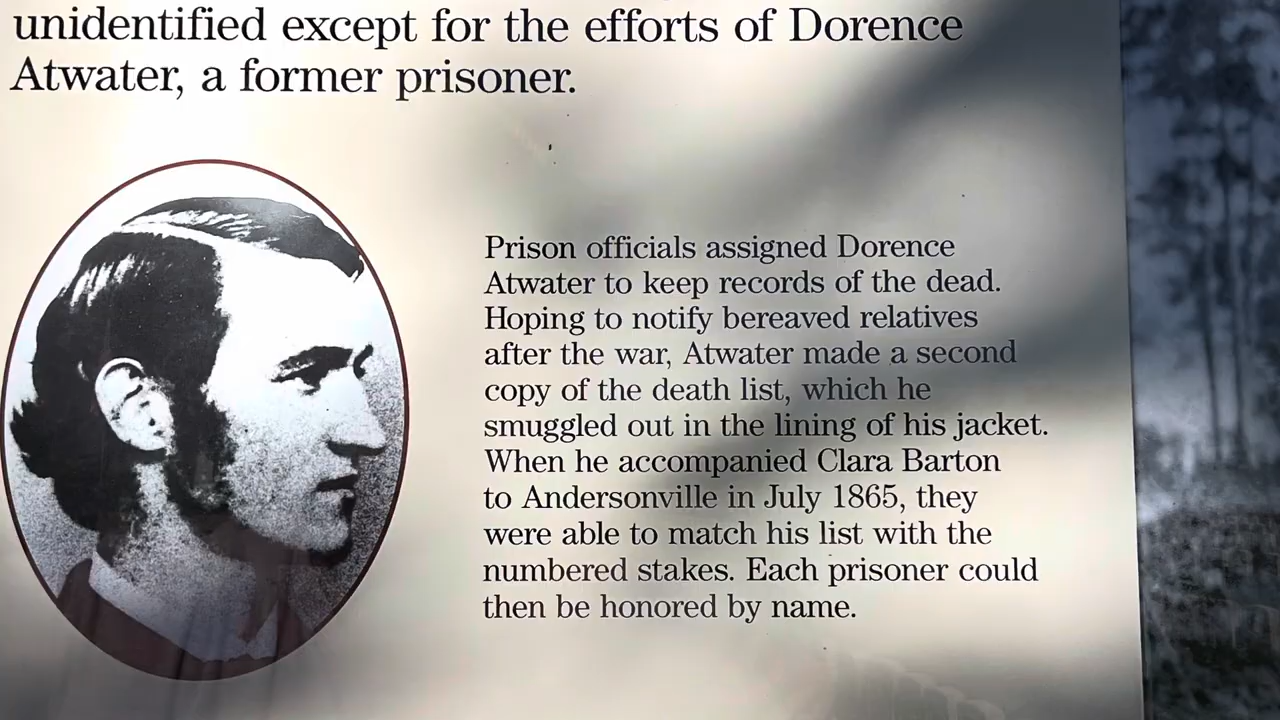 unidentified except for the efforts of Dorence
Atwater, a former prisoner.
Prison officials assigned Dorence
Atwater to keep records of the dead.
Hoping to notify bereaved relatives
after the war, Atwater made a second
copy of the death list, which he
smuggled out in the lining of his jacket.
When he accompanied Clara Barton
to Andersonville in July 1865, they
were able to match his list with the
numbered stakes. Each prisoner could
then be honored by name.